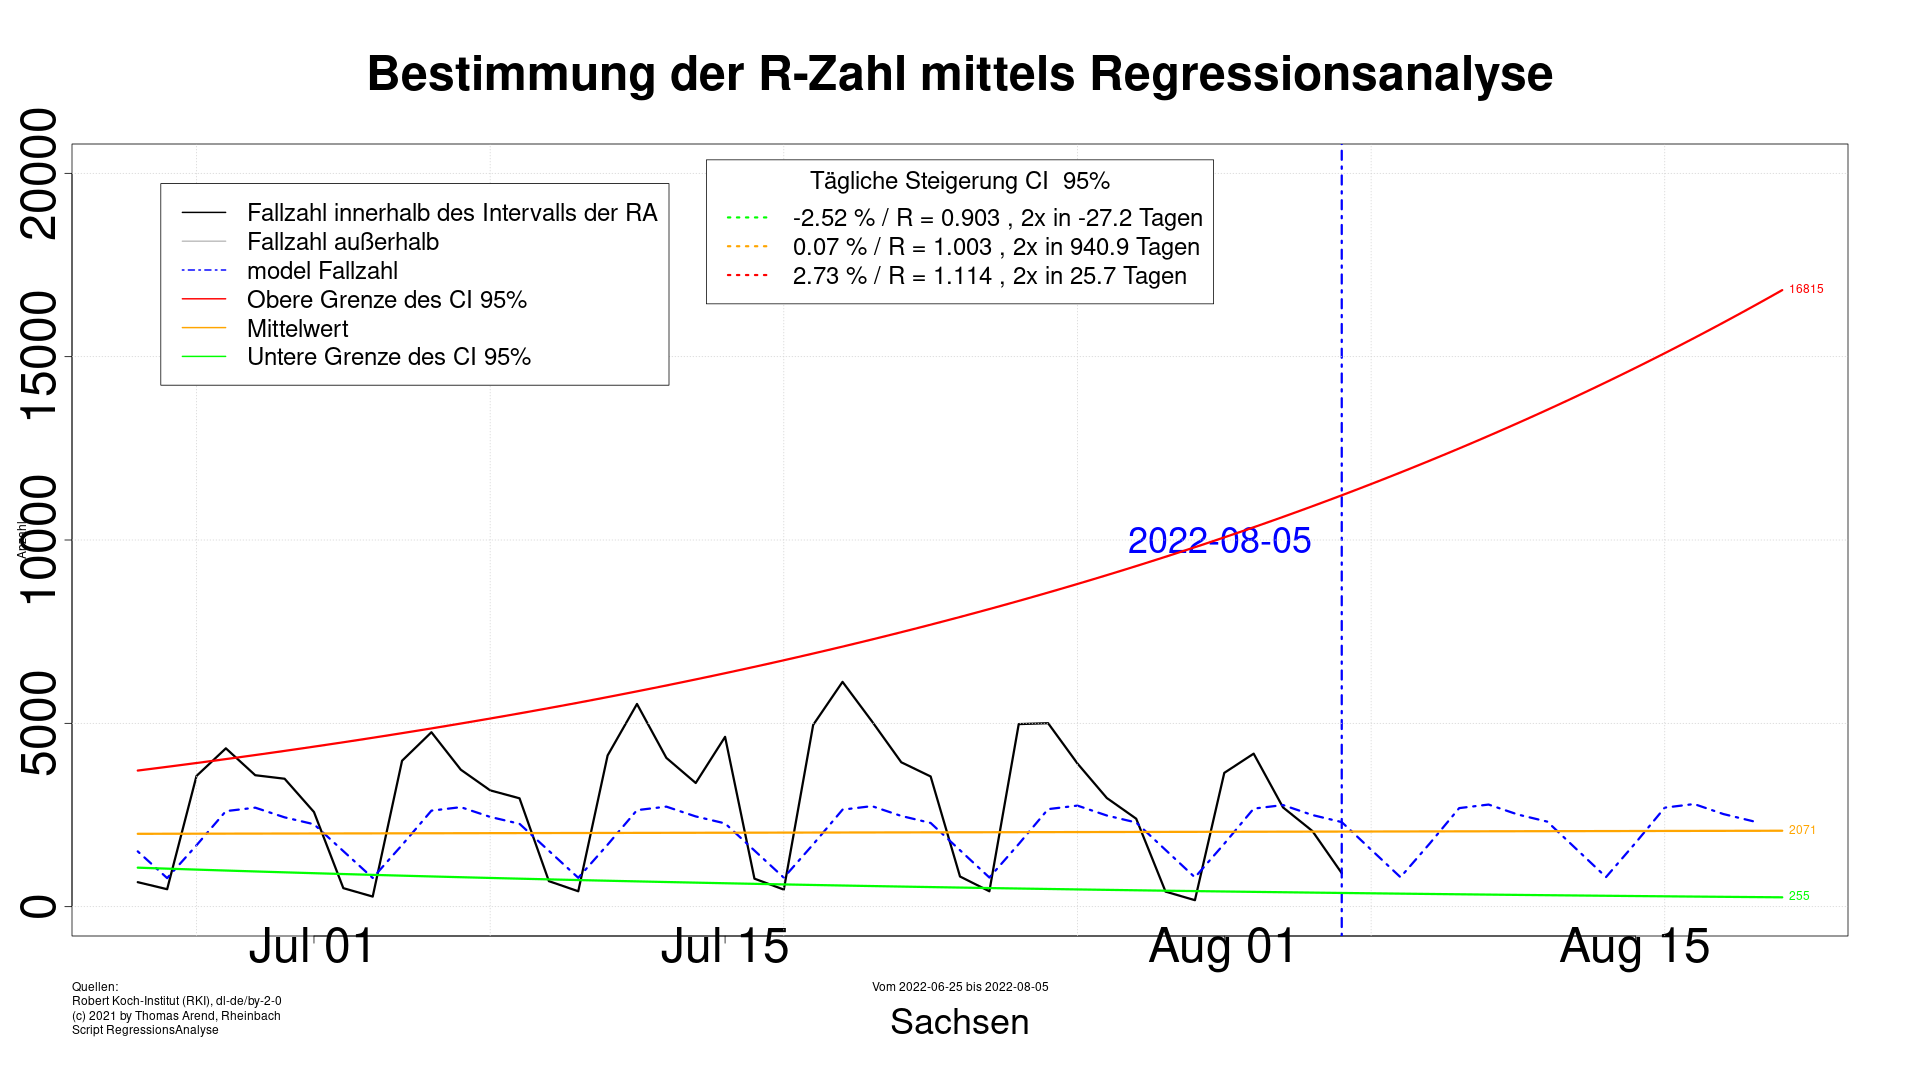 Bestimmung der R-Zahl mittels Regressionsanalyse
Anzahl
20000
15000
10000
5000
0
Fallzahl innerhalb des Intervalls der RA
Fallzahl außerhalb
model Fallzahl
Obere Grenze des CI 95%
Mittelwert
Untere Grenze des CI 95%
Tägliche Steigerung CI  95%
-2.52 % / R = 0.903 , 2x in -27.2 Tagen
0.07 % / R = 1.003 , 2x in 940.9 Tagen
2.73 % / R = 1.114 , 2x in 25.7 Tagen
16815
2022-08-05
2071
255
Jul 01 Jul 15 Aug 01 Aug 15
Quellen:
Robert Koch-Institut (RKI), dl-de/by-2-0
(c) 2021 by Thomas Arend, Rheinbach
Script RegressionsAnalyse
Vom 2022-06-25 bis 2022-08-05
Sachsen